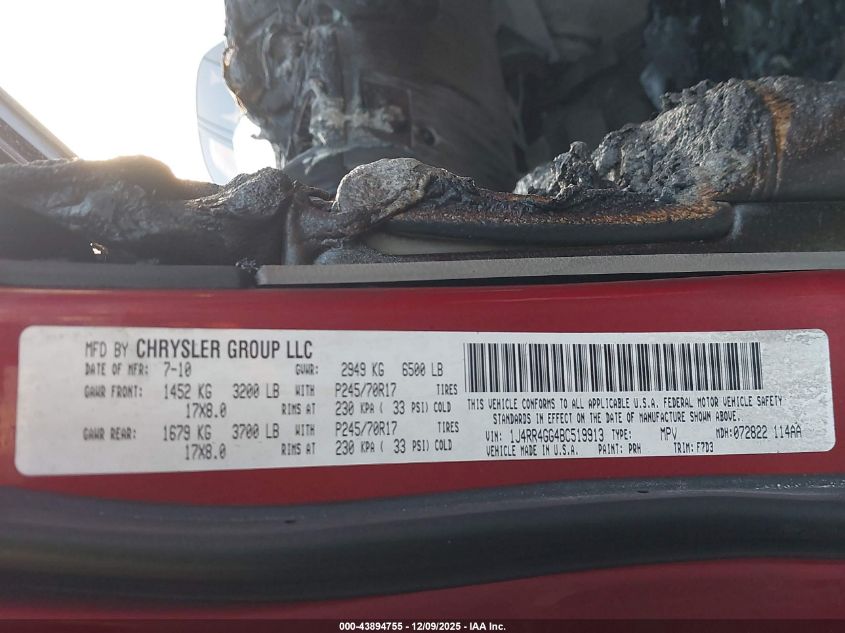 MFD BY CHRYSLER GROUP LLC
DATE OF MFR: 7-10 GVWR: 2949 KG 6500 LB
GAWR FRONT: 1452 KG 3200 LB WITH P245/70R17 TIRES
17X8.0 RIMS AT 230 KPA ( 33 PSI) COLD
GAWR REAR: 1679 KG 3700 LB WITH P245/70R17 TIRES
17X8.0 RIMS AT 230 KPA ( 33 PSI) COLD
THIS VEHICLE CONFORMS TO ALL APPLICABLE U.S.A. FEDERAL MOTOR VEHICLE SAFETY
STANDARDS IN EFFECT ON THE DATE OF MANUFACTURE SHOWN ABOVE.
VIN: 1J4RR4GG4BC519913 TYPE: MPV MDH: 072822 114AA
VEHICLE MADE IN U.S.A. PAINT: PRH TRIM: F7D3
000-43894755 - 12/09/2025 - IAA Inc.